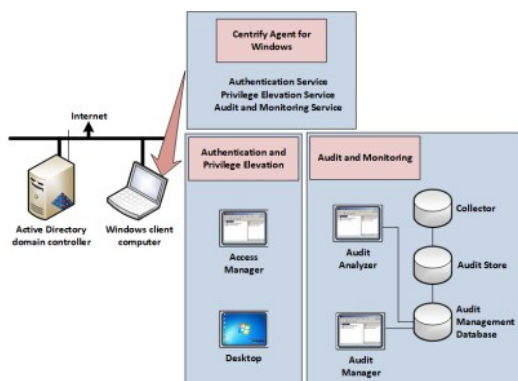 Centrify Agent for
Windows
Authentication Service
Privilege Elevation Service
Audit and Monitoring Service
Internet
Active Directory
domain controller
Windows client
computer
Authentication and
Privilege Elevation
Access
Manager
Desktop
Audit and Monitoring
Audit
Analyzer
Audit
Manager
Collector
Audit Store
Audit
Management
Database